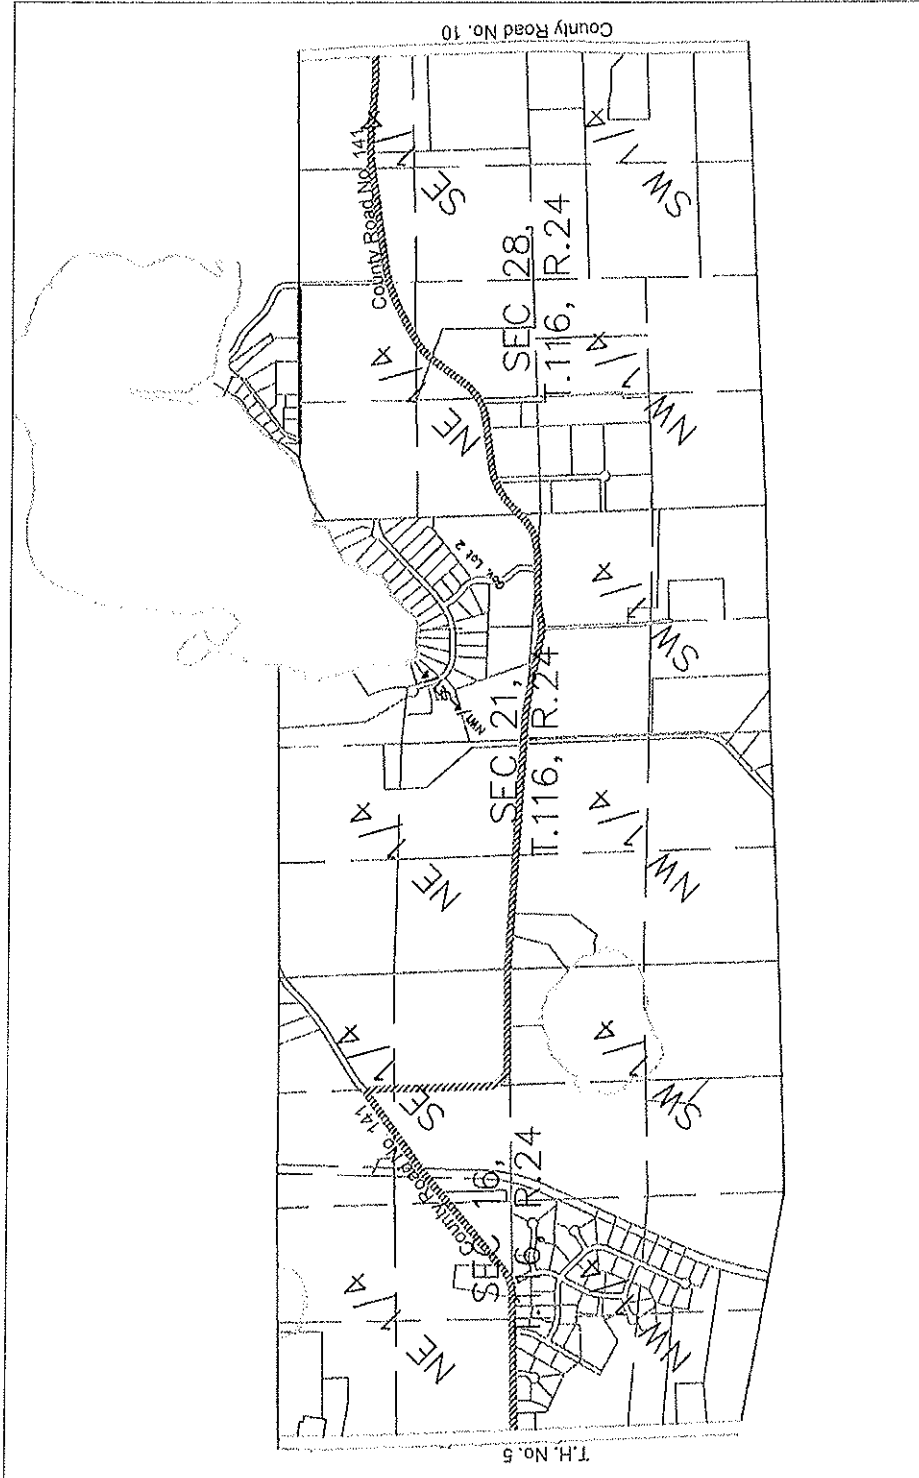 County Road No. 10
County Road No. 141
SE 1/4
SW 1/4
SEC 28,
T.116, R.24
NE 1/4
NW 1/4
Gov. Lot 2
SW 1/4
SEC 21,
T.116, R.24
NE 1/4
NW 1/4
SE 1/4
SW 1/4
County Road No. 141
SEC 16,
T.116, R.24
NE 1/4
NW 1/4
T.H. No. 5